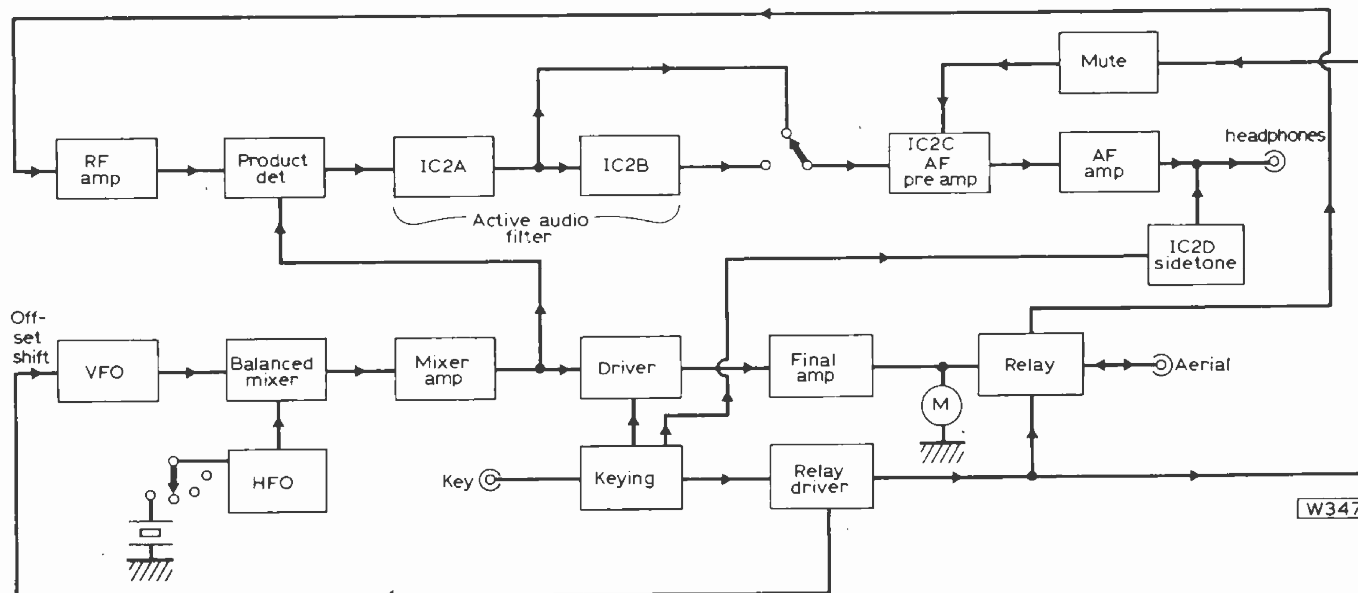 Mute
RF
amp
Product
det
IC2A
IC2B
IC2C
AF
pre amp
AF
amp
headphones
Active audio
filter
IC2D
sidetone
Off-
set
shift
VFO
Balanced
mixer
Mixer
amp
Driver
Final
amp
Relay
Aerial
M
HFO
Key
Keying
Relay
driver
W347